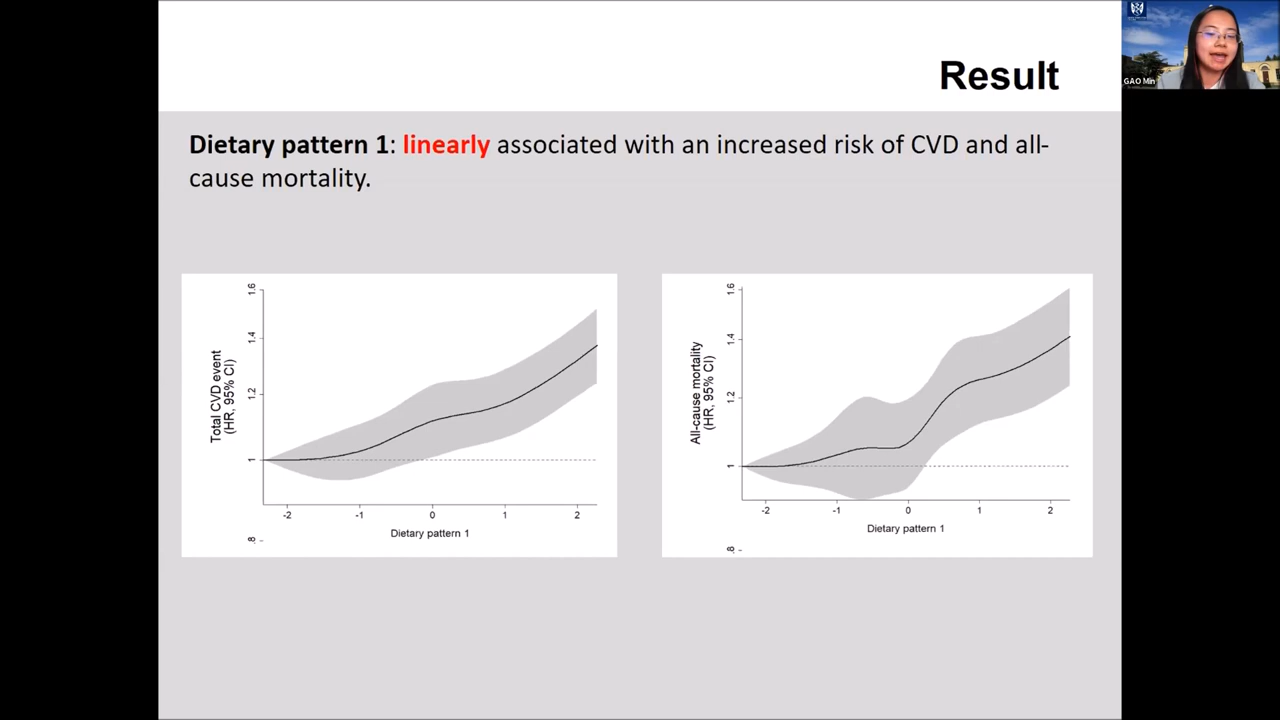 GAO Min
Result
Dietary pattern 1: linearly associated with an increased risk of CVD and all-
cause mortality.
Total CVD event
(HR, 95% CI)
1.6
1.4
1.2
1
.8
-2 -1 0 1 2
Dietary pattern 1
All-cause mortality
(HR, 95% CI)
1.6
1.4
1.2
1
.8
-2 -1 0 1 2
Dietary pattern 1